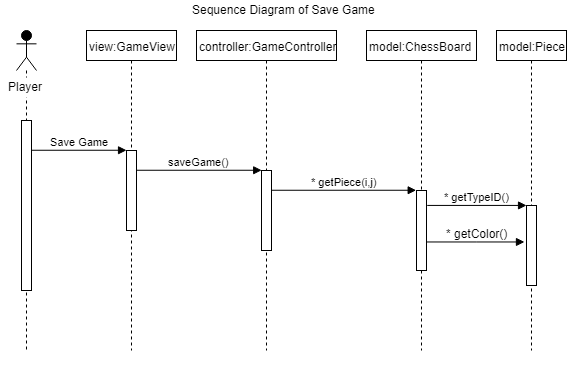 Sequence Diagram of Save Game
view:GameView
controller:GameController
model:ChessBoard
model:Piece
Player
Save Game
saveGame()
* getPiece(i,j)
* getTypeID()
* getColor()